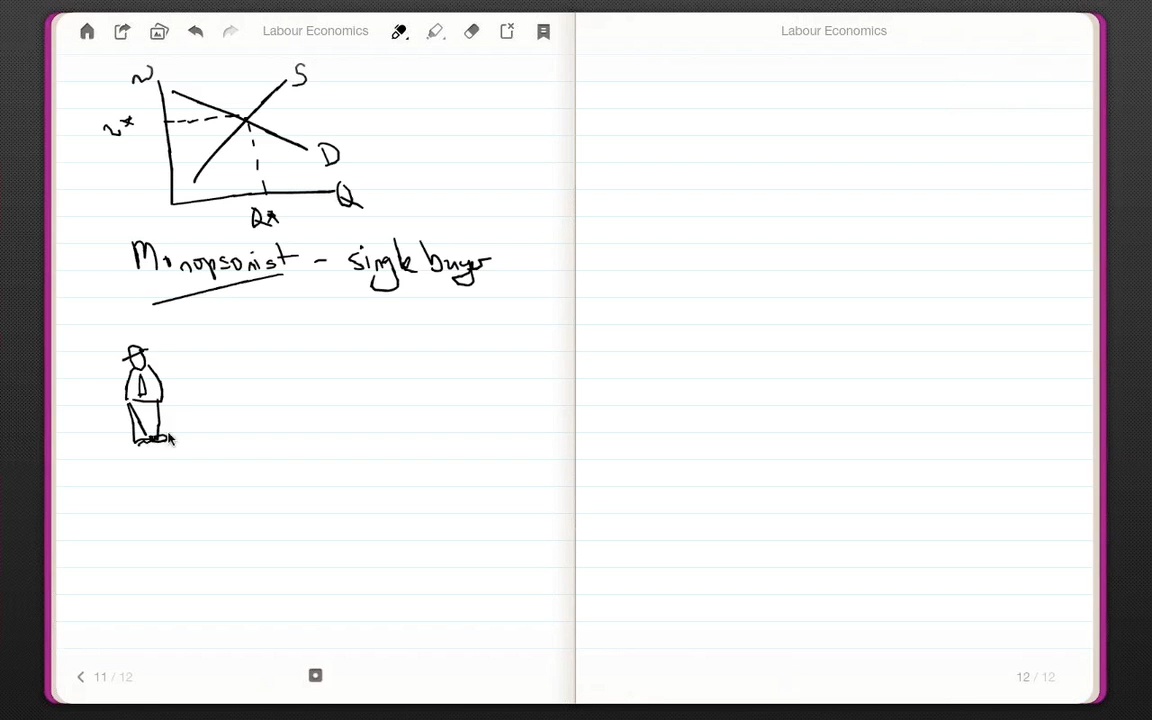 Labour Economics
Labour Economics
W
S
w*
D
Q
Q*
Monopsonist - single buyer
11 / 12
12 / 12